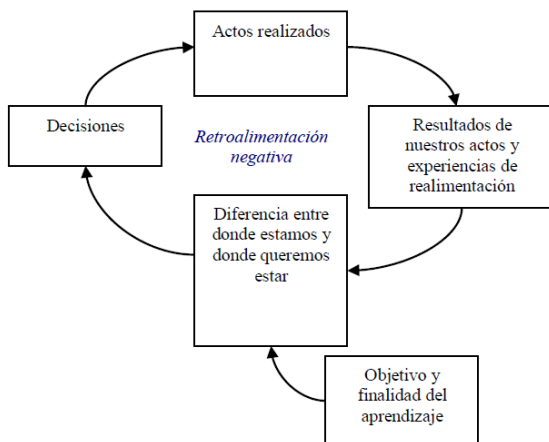 Actos realizados
Decisiones
Retroalimentación
negativa
Resultados de
nuestros actos y
experiencias de
realimentación
Diferencia entre
donde estamos y
donde queremos
estar
Objetivo y
finalidad del
aprendizaje